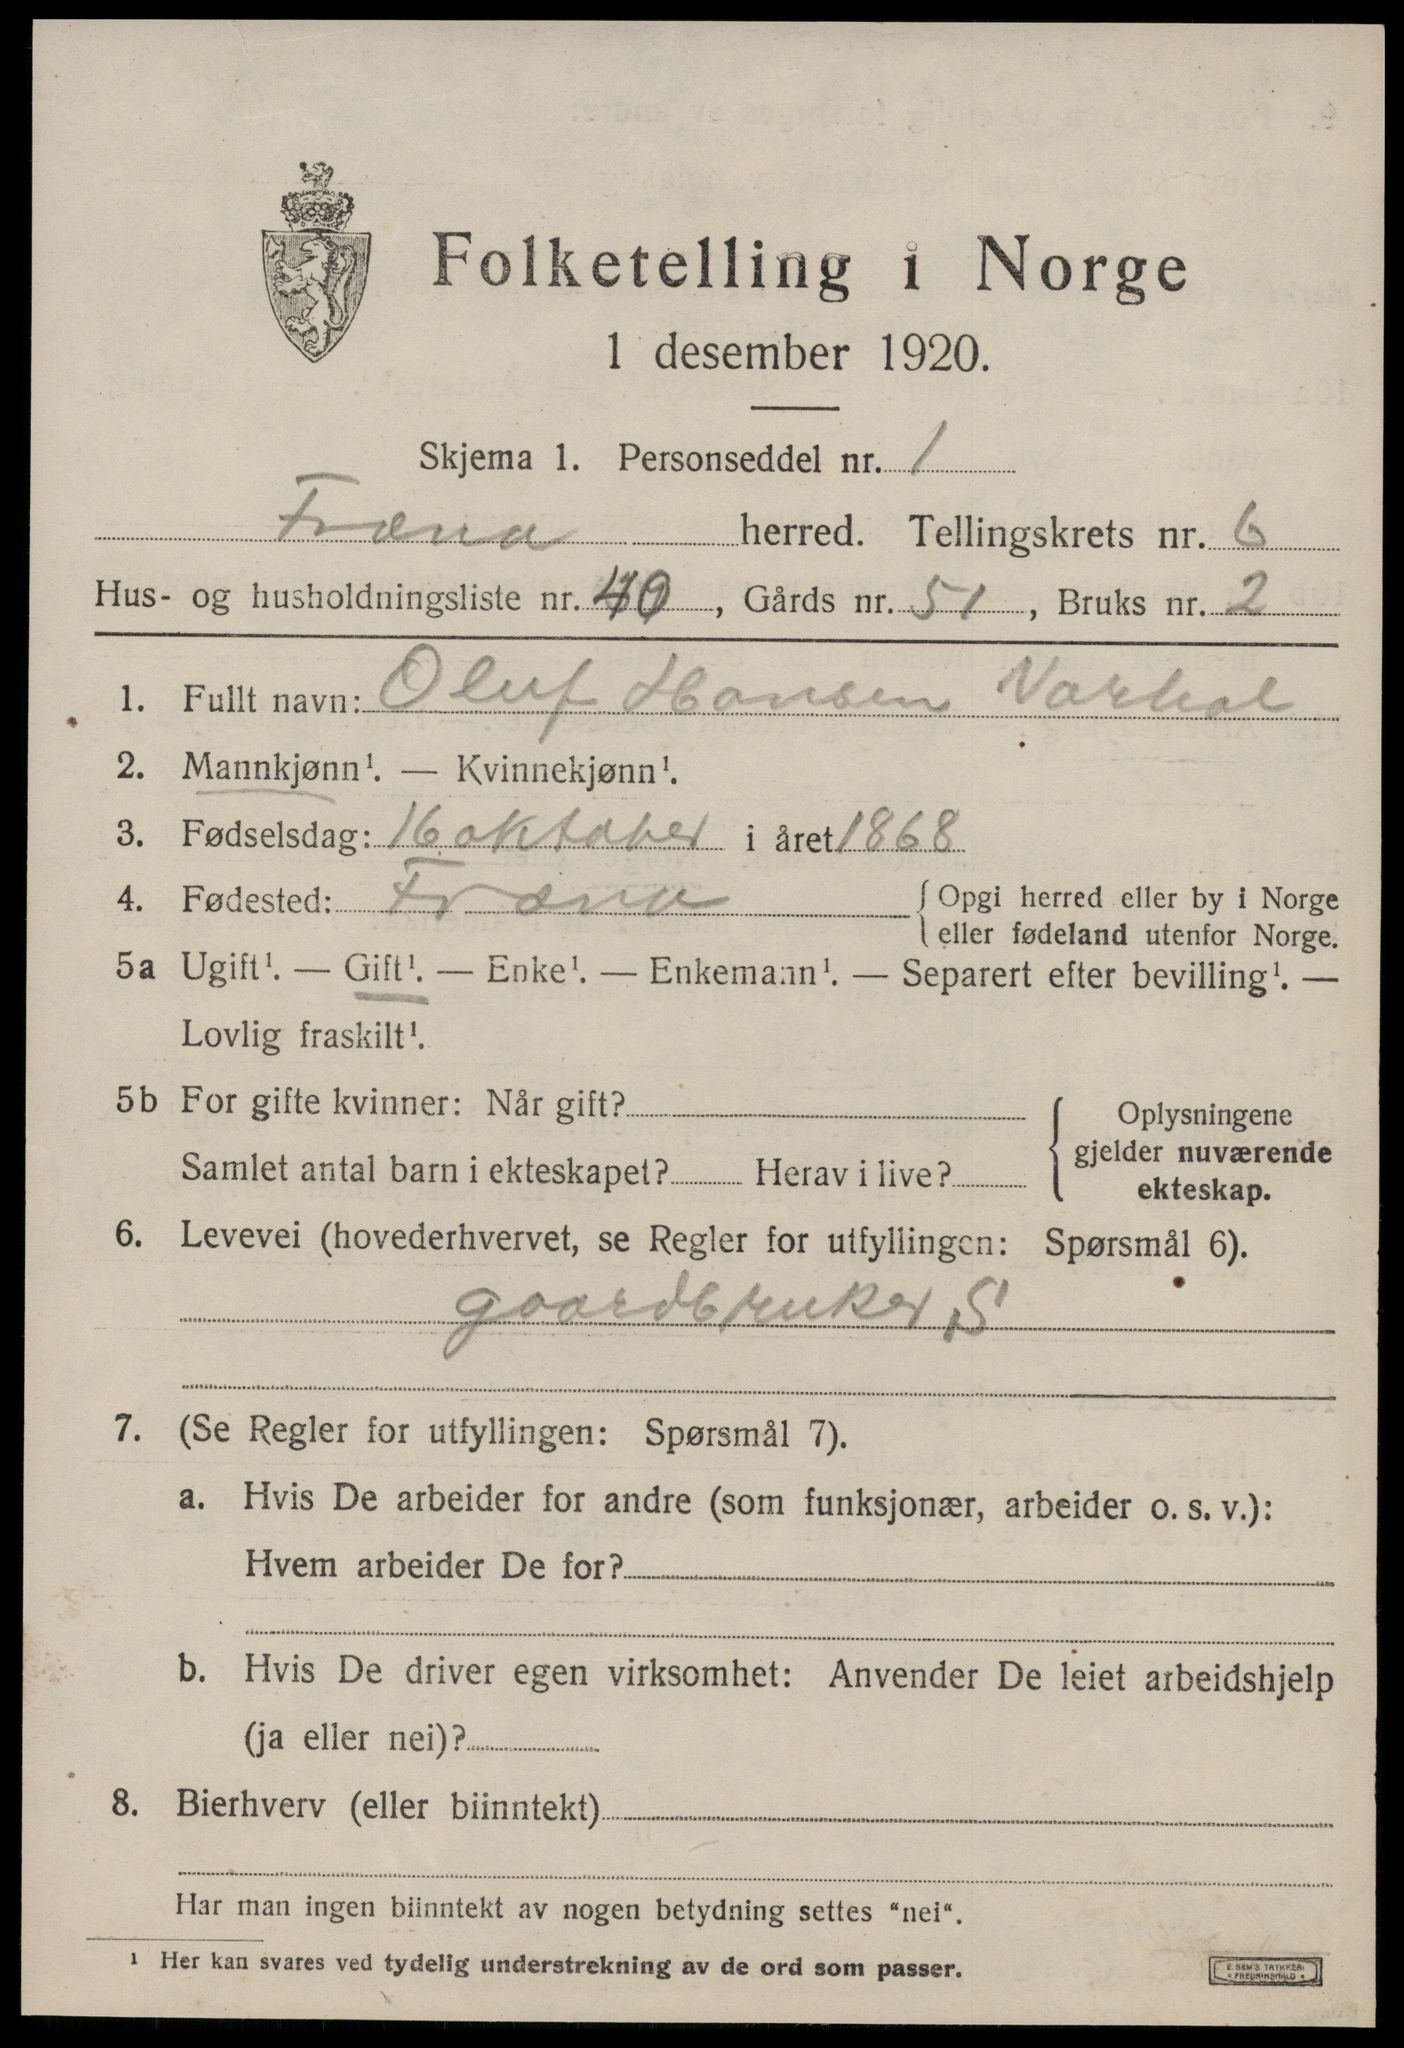 Folketelling i Norge
1 desember 1920.
Skjema 1. Personseddel nr. 1
Fræna herred. Tellingskrets nr. 6
Hus- og husholdningsliste nr. 40, Gårds nr. 51, Bruks nr. 2
1. Fullt navn: Oluf Hansen Varhol
2. Mannkjønn¹. — Kvinnekjønn¹.
3. Fødselsdag: 16 oktober i året 1868
4. Fødested: Fræna { Opgi herred eller by i Norge
eller fødeland utenfor Norge.
5a Ugift¹. — Gift¹. — Enke¹. — Enkemann¹. — Separert efter bevilling¹. —
Lovlig fraskilt¹.
5b For gifte kvinner: Når gift?
Samlet antal barn i ekteskapet? Herav i live?
{ Oplysningene
gjelder nuværende
ekteskap.
6. Levevei (hovederhvervet, se Regler for utfyllingen: Spørsmål 6).
gaardbruker, S
7. (Se Regler for utfyllingen: Spørsmål 7).
a. Hvis De arbeider for andre (som funksjonær, arbeider o. s. v.):
Hvem arbeider De for?
b. Hvis De driver egen virksomhet: Anvender De leiet arbeidshjelp
(ja eller nei)?
8. Bierhverv (eller biinntekt)
Har man ingen biinntekt av nogen betydning settes "nei".
1 Her kan svares ved tydelig understrekning av de ord som passer.
E. SEM'S TRYKKERI
FREDRIKSHALD